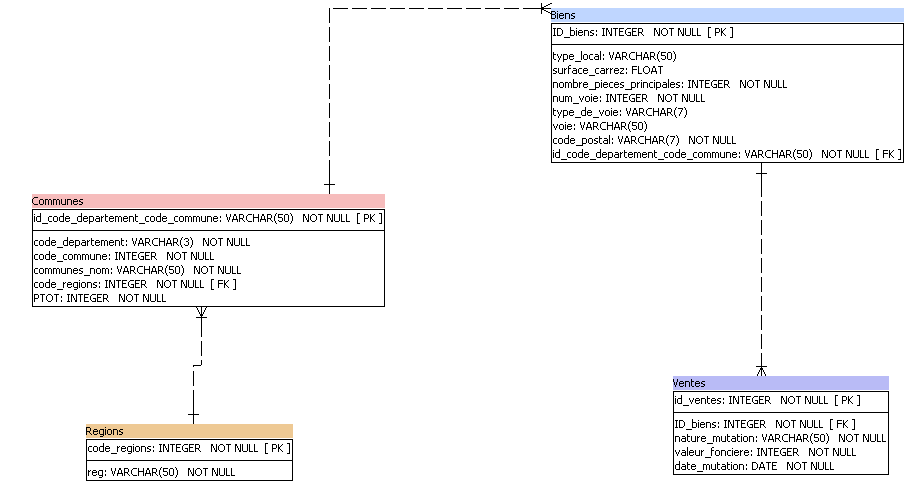 Biens
ID_biens: INTEGER NOT NULL [ PK ]
type_local: VARCHAR(50)
surface_carrez: FLOAT
nombre_pieces_principales: INTEGER NOT NULL
num_voie: INTEGER NOT NULL
type_de_voie: VARCHAR(7)
voie: VARCHAR(50)
code_postal: VARCHAR(7) NOT NULL
id_code_departement_code_commune: VARCHAR(50) NOT NULL [ FK ]
Communes
id_code_departement_code_commune: VARCHAR(50) NOT NULL [ PK ]
code_departement: VARCHAR(3) NOT NULL
code_commune: INTEGER NOT NULL
communes_nom: VARCHAR(50) NOT NULL
code_regions: INTEGER NOT NULL [ FK ]
PTOT: INTEGER NOT NULL
Ventes
id_ventes: INTEGER NOT NULL [ PK ]
ID_biens: INTEGER NOT NULL [ FK ]
nature_mutation: VARCHAR(50) NOT NULL
valeur_fonciere: INTEGER NOT NULL
date_mutation: DATE NOT NULL
Regions
code_regions: INTEGER NOT NULL [ PK ]
reg: VARCHAR(50) NOT NULL